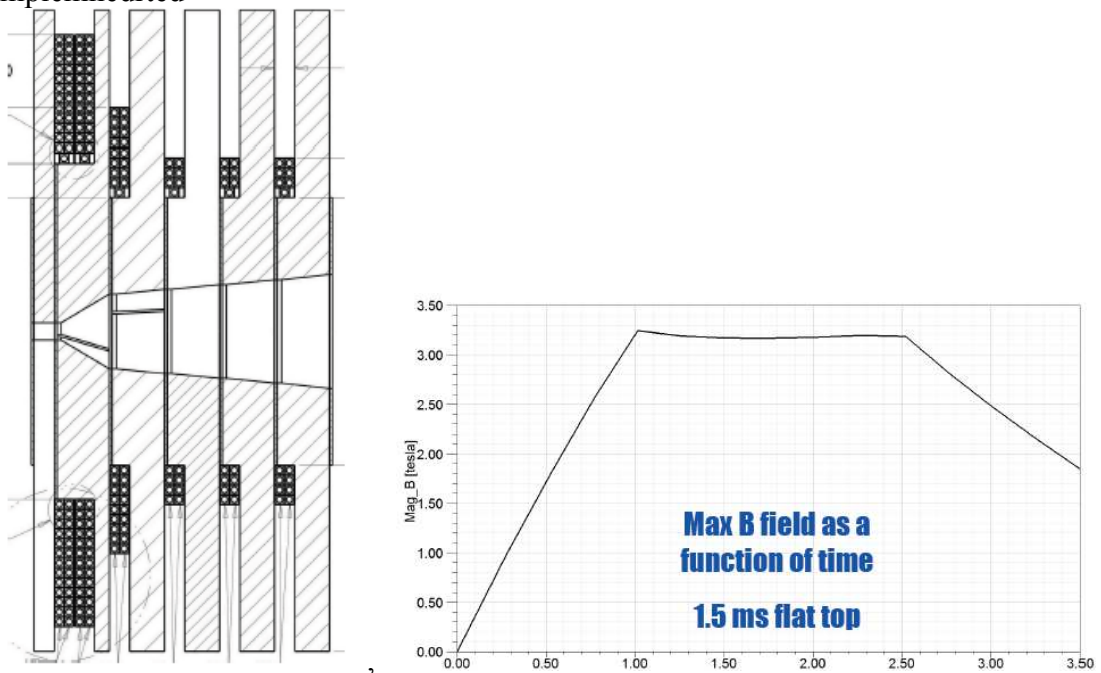 3.50
3.00
2.50
2.00
1.50
1.00
0.50
0.00
Mag_B [tesla]
Max B field as a
function of time
1.5 ms flat top
0.00 0.50 1.00 1.50 2.00 2.50 3.00 3.50
,